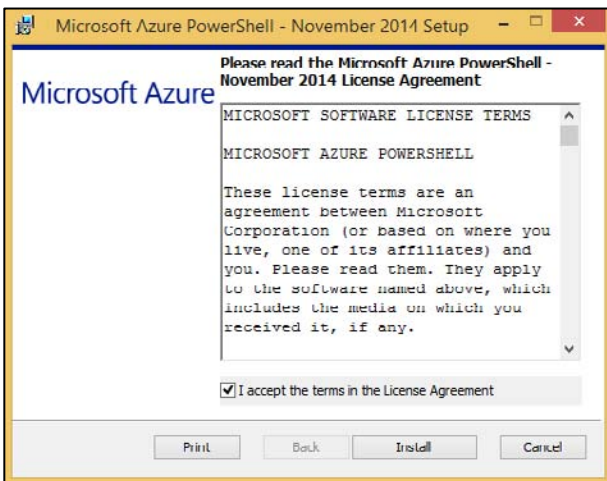 Microsoft Azure PowerShell - November 2014 Setup
Please read the Microsoft Azure PowerShell -
November 2014 License Agreement
Microsoft Azure
MICROSOFT SOFTWARE LICENSE TERMS
MICROSOFT AZURE POWERSHELL
These license terms are an
agreement between Microsoft
Corporation (or based on where you
live, one of its affiliates) and
you. Please read them. They apply
to the software named above, which
includes the media on which you
received it, if any.
I accept the terms in the License Agreement
Print Back Install Cancel